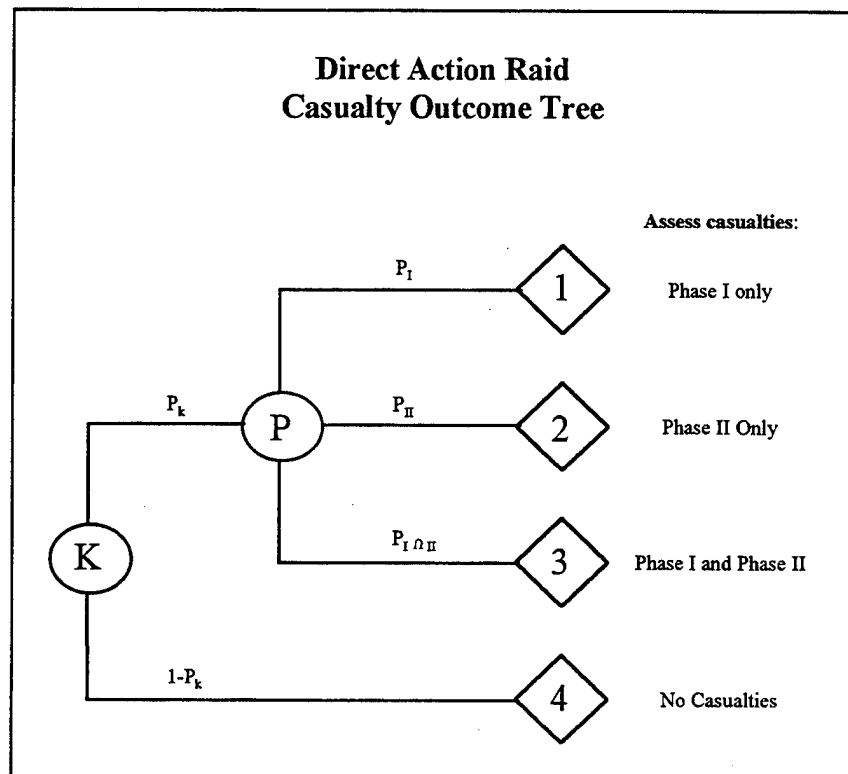 Direct Action Raid
Casualty Outcome Tree
Assess casualties:
P_I
1
Phase I only
P_k
P
P_II
2
Phase II Only
K
P_I ∩ II
3
Phase I and Phase II
1-P_k
4
No Casualties